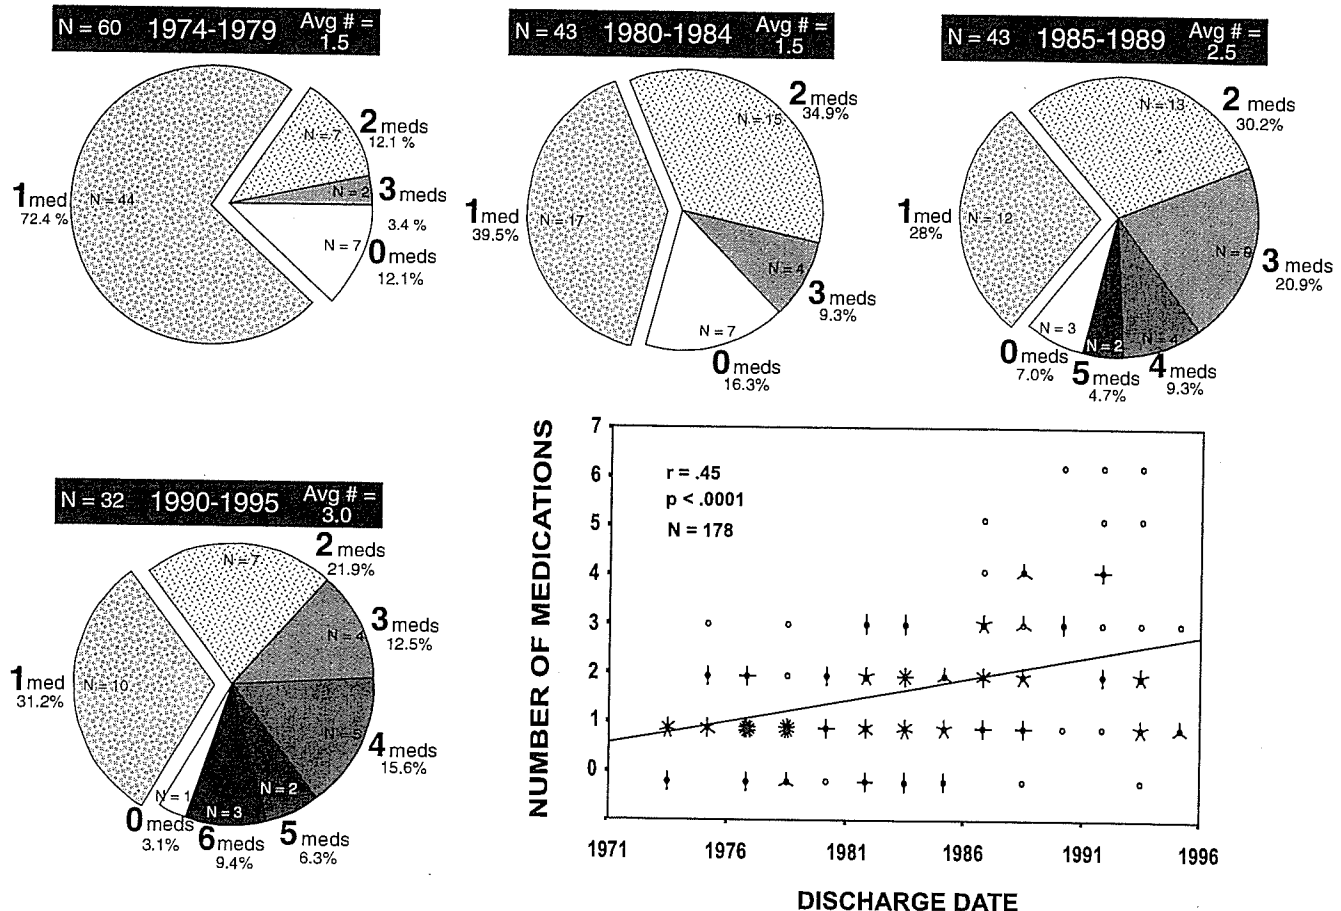 N = 60 1974-1979 Avg # = 1.5
2 meds
12.1 %
N = 7
3 meds
3.4 %
N = 2
1 med
72.4 %
N = 44
N = 7
0 meds
12.1%
N = 43 1980-1984 Avg # = 1.5
2 meds
34.9%
N = 15
1 med
39.5%
N = 17
N = 4
3 meds
9.3%
N = 7
0 meds
16.3%
N = 43 1985-1989 Avg # = 2.5
N = 13
2 meds
30.2%
1 med
28%
N = 12
N = 9
3 meds
20.9%
N = 3
N = 2
N = 4
0 meds
7.0%
5 meds
4.7%
4 meds
9.3%
N = 32 1990-1995 Avg # = 3.0
N = 7
2 meds
21.9%
3 meds
12.5%
N = 4
1 med
31.2%
N = 10
N = 5
4 meds
15.6%
N = 1
N = 3
N = 2
0 meds
3.1%
6 meds
9.4%
5 meds
6.3%
NUMBER OF MEDICATIONS
7
6
5
4
3
2
1
0
r = .45
p < .0001
N = 178
1971 1976 1981 1986 1991 1996
DISCHARGE DATE